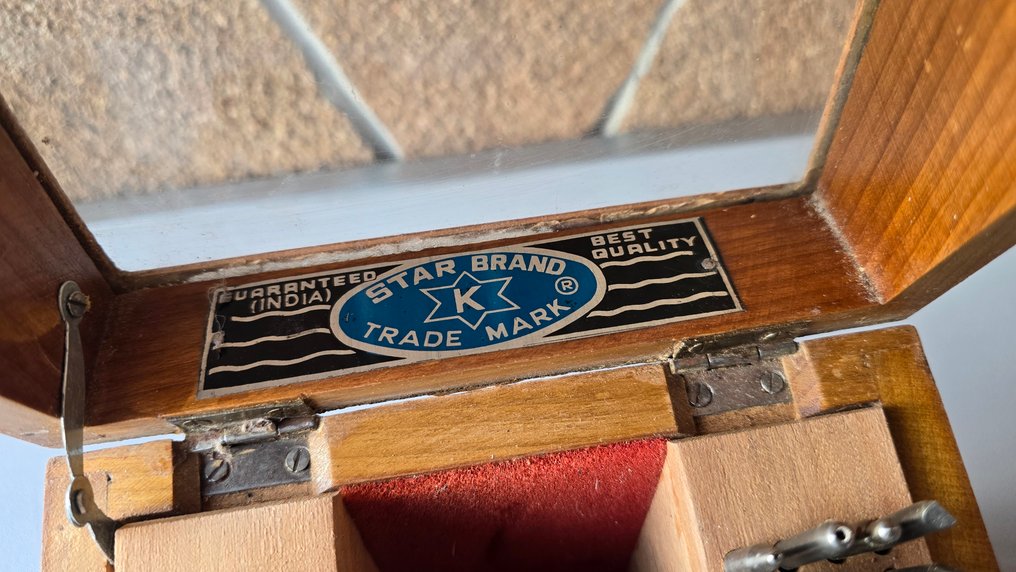 GUARANTEED
(INDIA)
STAR BRAND
K
®
TRADE MARK
BEST
QUALITY